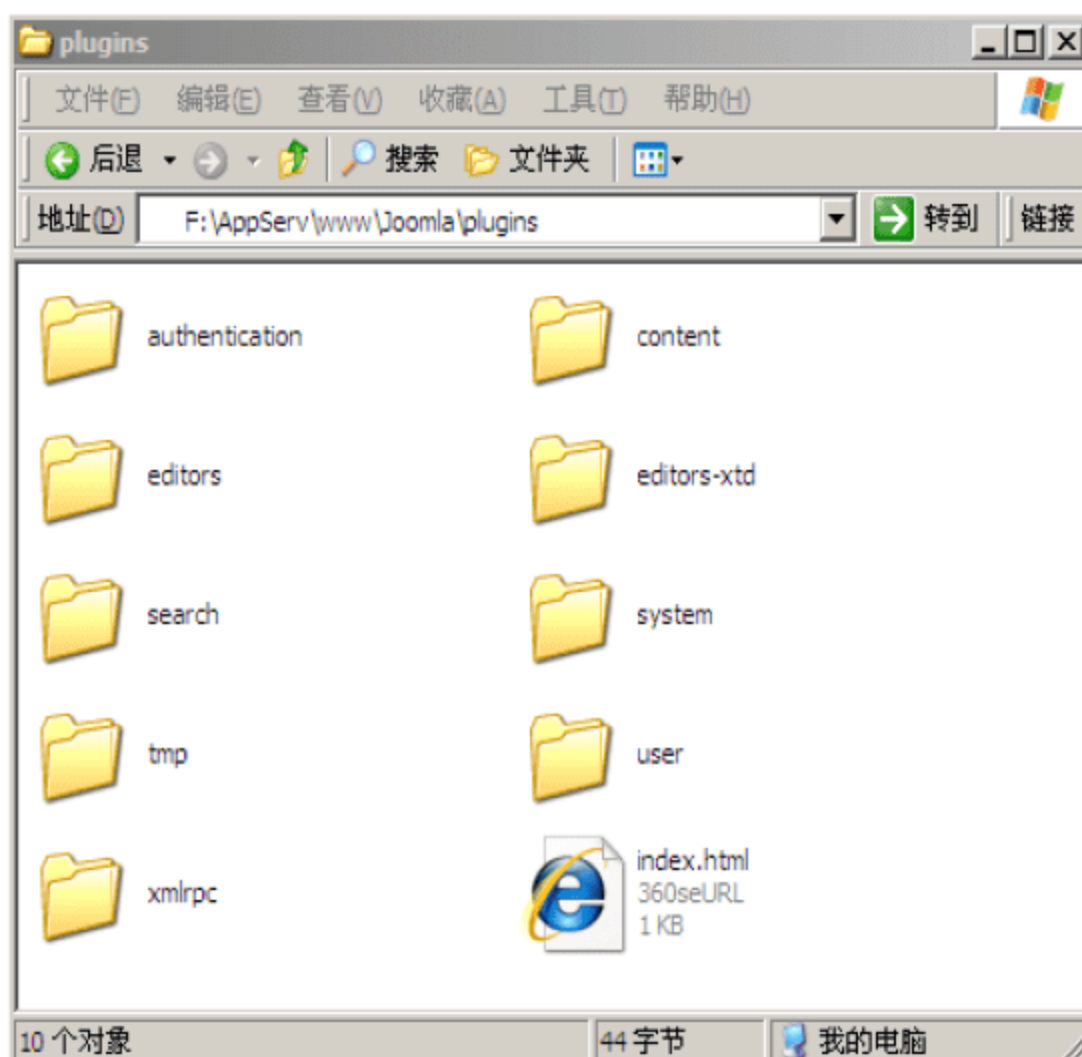 plugins
文件(F) 编辑(E) 查看(V) 收藏(A) 工具(T) 帮助(H)
后退 搜索 文件夹
地址(D) F:\AppServ\www\Joomla\plugins 转到 链接
authentication content
editors editors-xtd
search system
tmp user
xmlrpc index.html
360seURL
1 KB
10 个对象 44 字节 我的电脑